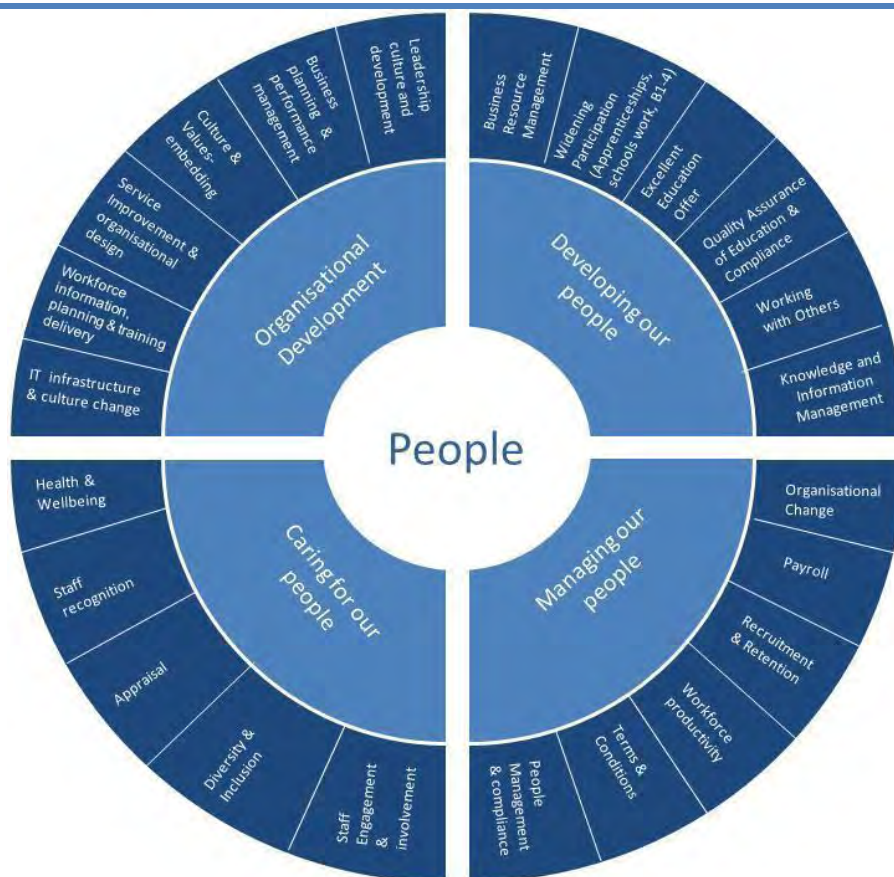 Leadership
culture and
development
Business
planning &
performance
management
Culture &
Values-
embedding
Service
Improvement &
organisational
design
Workforce
information,
planning & training
delivery
IT infrastructure
& culture change
Organisational
Development
Business
Resource
Management
Widening
Participation
(Apprenticeships,
schools work, B1-4)
Excellent
Education
Offer
Quality Assurance
of Education &
Compliance
Working
with Others
Knowledge and
Information
Management
Developing our
people
People
Health &
Wellbeing
Staff
recognition
Appraisal
Diversity &
Inclusion
Staff
Engagement
&
involvement
Caring for our
people
Organisational
Change
Payroll
Recruitment
& Retention
Workforce
productivity
Terms &
Conditions
People
Management
& compliance
Managing our
people